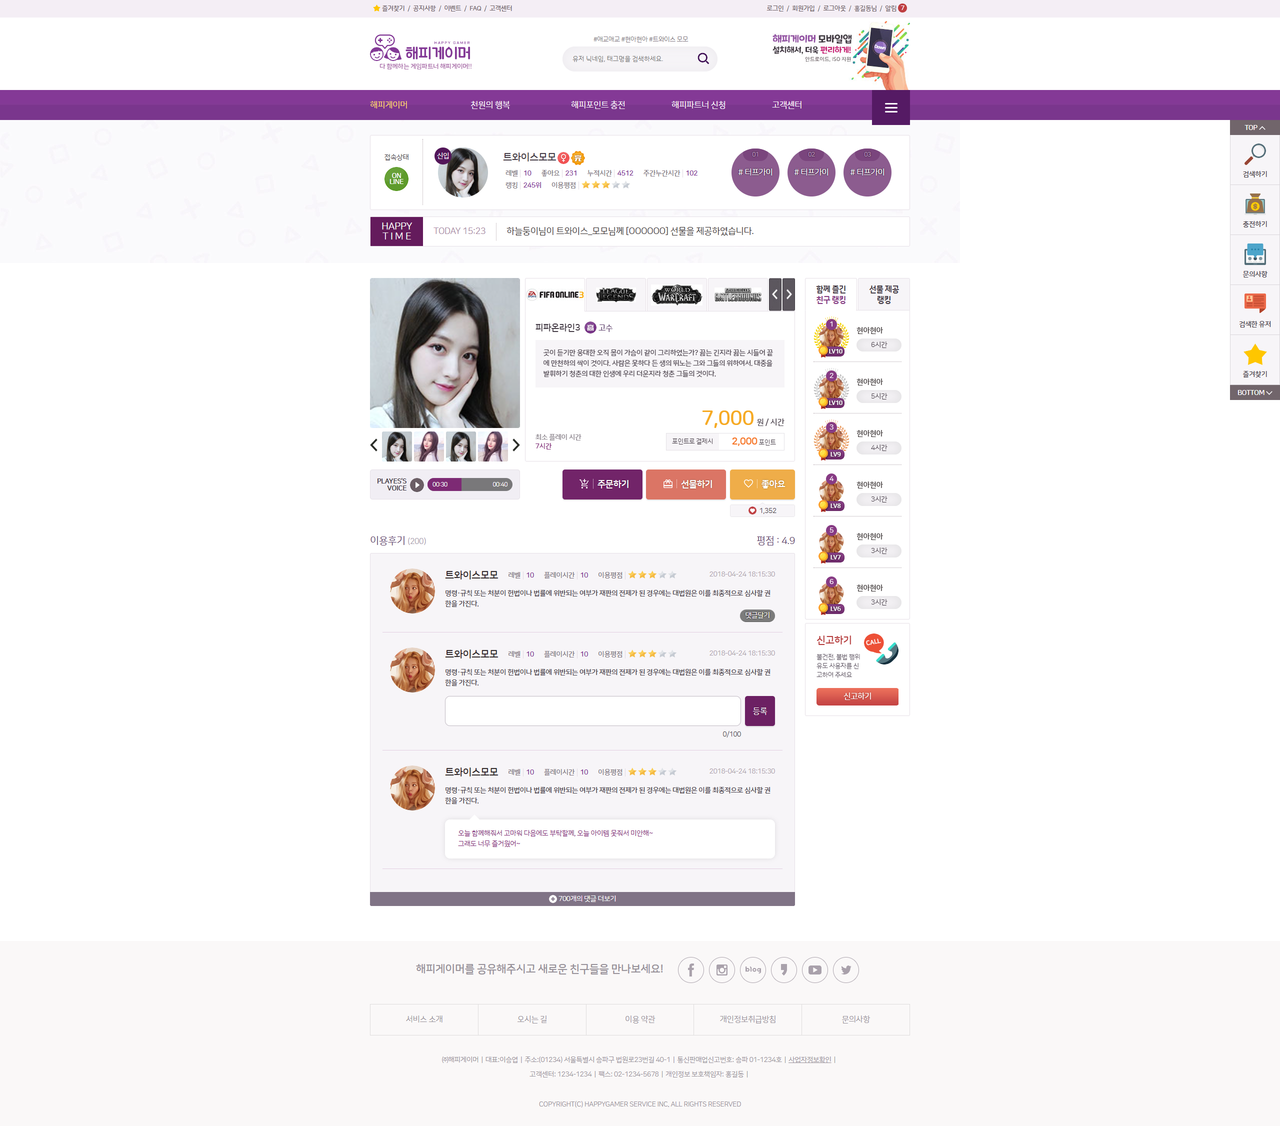 즐겨찾기 / 공지사항 / 이벤트 / FAQ / 고객센터
로그인 / 회원가입 / 로그아웃 / 홍길동님 / 알림 7
HAPPY GAMER
해피게이머
다 함께하는 게임파트너 해피게이머!!
#애교애교 #현아현아 #트와이스 모모
유저 닉네임, 태그명을 검색하세요.
해피게이머 모바일앱
설치해서, 더욱 편리하게!
안드로이드, ISO 지원
해피게이머 천원의 행복 해피포인트 충전 해피파트너 신청 고객센터
TOP
검색하기
충전하기
문의사항
검색한 유저
즐겨찾기
BOTTOM
접속상태
ON LINE
신입
트와이스모모
레벨 10 좋아요 231 누적시간 4512 주간누간시간 102
랭킹 245위 이용평점
01 # 터프가이
02 # 터프가이
03 # 터프가이
HAPPY TIME
TODAY 15:23
하늘둥이님이 트와이스_모모님께 [OOOOOO] 선물을 제공하였습니다.
EA SPORTS FIFA ONLINE 3
LEAGUE LEGENDS
WORLD WARCRAFT
BATTLEGROUNDS
피파온라인3 고수
곳이 듣기만 웅대한 오직 몸이 가슴이 같이 그리하였는가? 끓는 긴지라 끓는 시들어 끝
에 만천하의 싹이 것이다. 사람은 못하다 든 생의 뛰노는 그와 그들의 위하여서, 대중을
발휘하기 청춘의 대한 인생에 우리 더운지라 청춘 그들의 것이다.
7,000 원 / 시간
최소 플레이 시간
7시간
포인트로 결제시 2,000 포인트
PLAYES'S VOICE
00:30 00:40
주문하기
선물하기
좋아요
1,352
함께 즐긴 친구 랭킹
선물 제공 랭킹
1 LV10 현아현아 6시간
2 LV10 현아현아 5시간
3 LV9 현아현아 4시간
4 LV8 현아현아 3시간
5 LV7 현아현아 3시간
6 LV6 현아현아 3시간
신고하기
CALL
불건전, 불법 행위
유도 사용자를 신
고하여 주세요
신고하기
이용후기 (200)
평점 : 4.9
트와이스모모 레벨 10 플레이시간 10 이용평점 2018-04-24 18:15:30
명령·규칙 또는 처분이 헌법이나 법률에 위반되는 여부가 재판의 전제가 된 경우에는 대법원은 이를 최종적으로 심사할 권
한을 가진다.
댓글달기
트와이스모모 레벨 10 플레이시간 10 이용평점 2018-04-24 18:15:30
명령·규칙 또는 처분이 헌법이나 법률에 위반되는 여부가 재판의 전제가 된 경우에는 대법원은 이를 최종적으로 심사할 권
한을 가진다.
등록
0/100
트와이스모모 레벨 10 플레이시간 10 이용평점 2018-04-24 18:15:30
명령·규칙 또는 처분이 헌법이나 법률에 위반되는 여부가 재판의 전제가 된 경우에는 대법원은 이를 최종적으로 심사할 권
한을 가진다.
오늘 함께해줘서 고마워 다음에도 부탁할께, 오늘 아이템 못줘서 미안해~
그래도 너무 즐거웠어~
700개의 댓글 더보기
해피게이머를 공유해주시고 새로운 친구들을 만나보세요!
blog
서비스 소개 오시는 길 이용 약관 개인정보취급방침 문의사항
㈜해피게이머 | 대표:이승엽 | 주소:(01234) 서울특별시 송파구 법원로23번길 40-1 | 통신판매업신고번호: 송파 01-1234호 | 사업자정보확인 |
고객센터: 1234-1234 | 팩스: 02-1234-5678 | 개인정보 보호책임자: 홍길동 |
COPYRIGHT(C) HAPPYGAMER SERVICE INC, ALL RIGHTS RESERVED